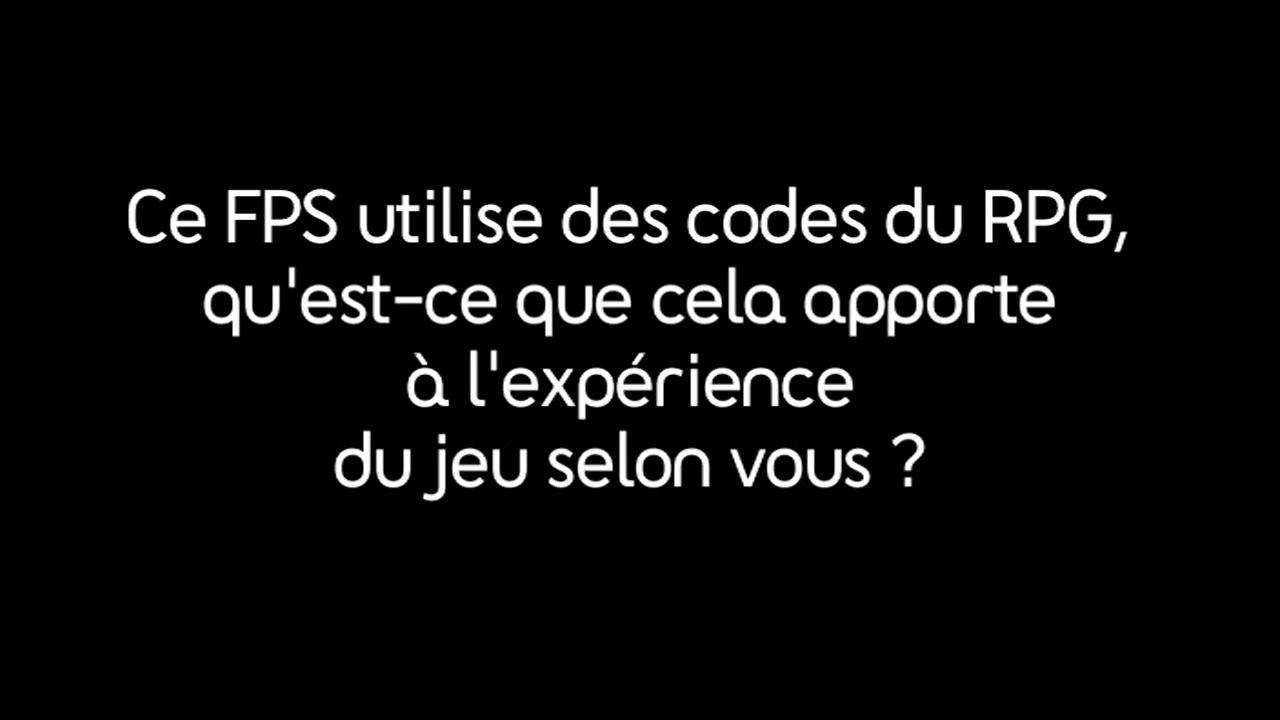 Ce FPS utilise des codes du RPG,
qu'est-ce que cela apporte
à l'expérience
du jeu selon vous ?